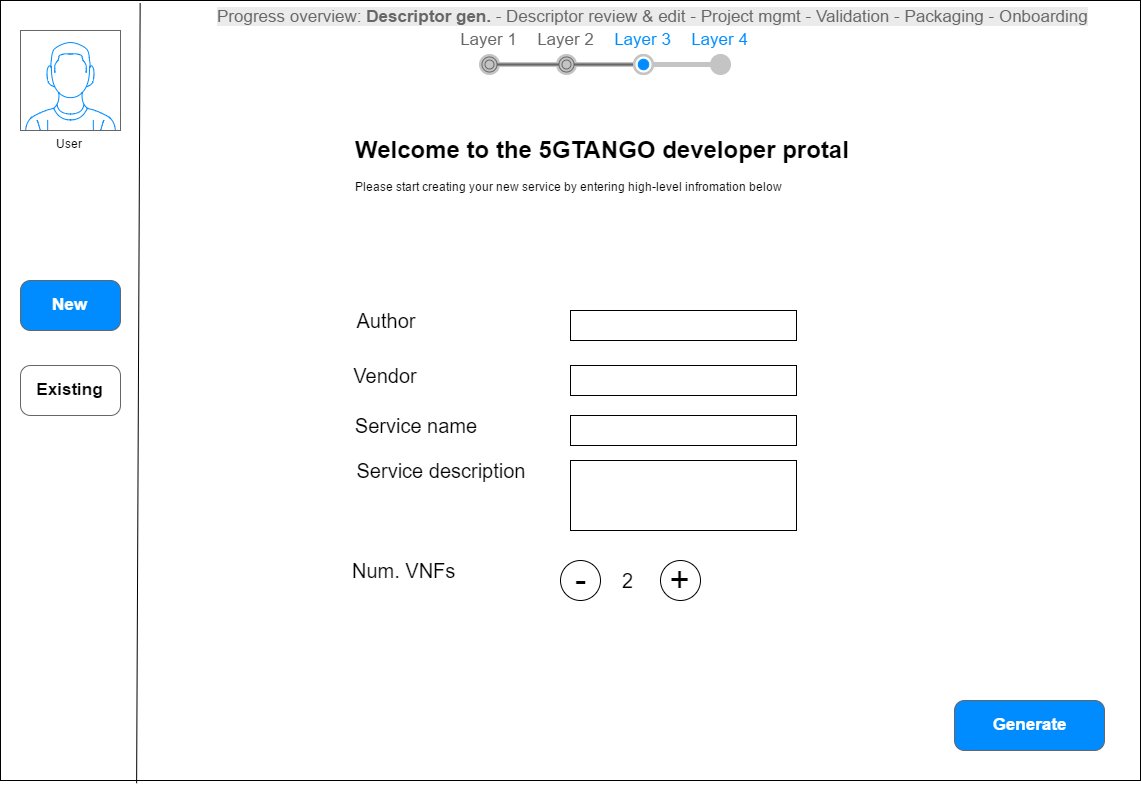 Progress overview: Descriptor gen. - Descriptor review & edit - Project mgmt - Validation - Packaging - Onboarding
Layer 1 Layer 2 Layer 3 Layer 4
User
Welcome to the 5GTANGO developer protal
Please start creating your new service by entering high-level infromation below
New
Existing
Author
Vendor
Service name
Service description
Num. VNFs - 2 +
Generate